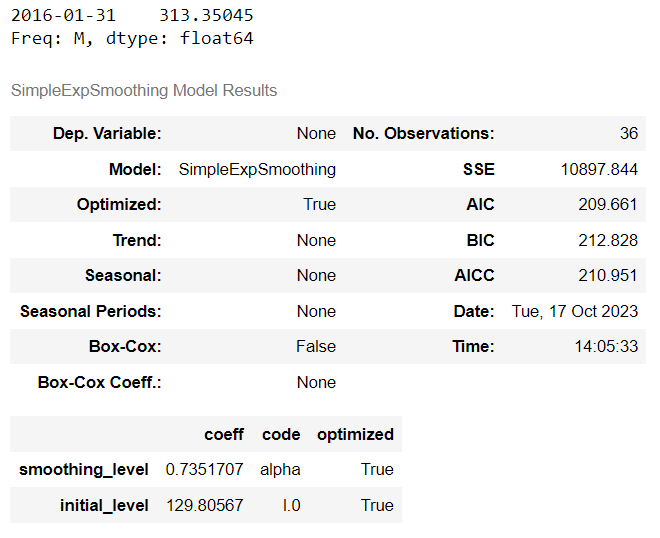 2016-01-31    313.35045
Freq: M, dtype: float64
SimpleExpSmoothing Model Results
Dep. Variable: None No. Observations: 36
Model: SimpleExpSmoothing SSE 10897.844
Optimized: True AIC 209.661
Trend: None BIC 212.828
Seasonal: None AICC 210.951
Seasonal Periods: None Date: Tue, 17 Oct 2023
Box-Cox: False Time: 14:05:33
Box-Cox Coeff.: None
coeff code optimized
smoothing_level 0.7351707 alpha True
initial_level 129.80567 l.0 True